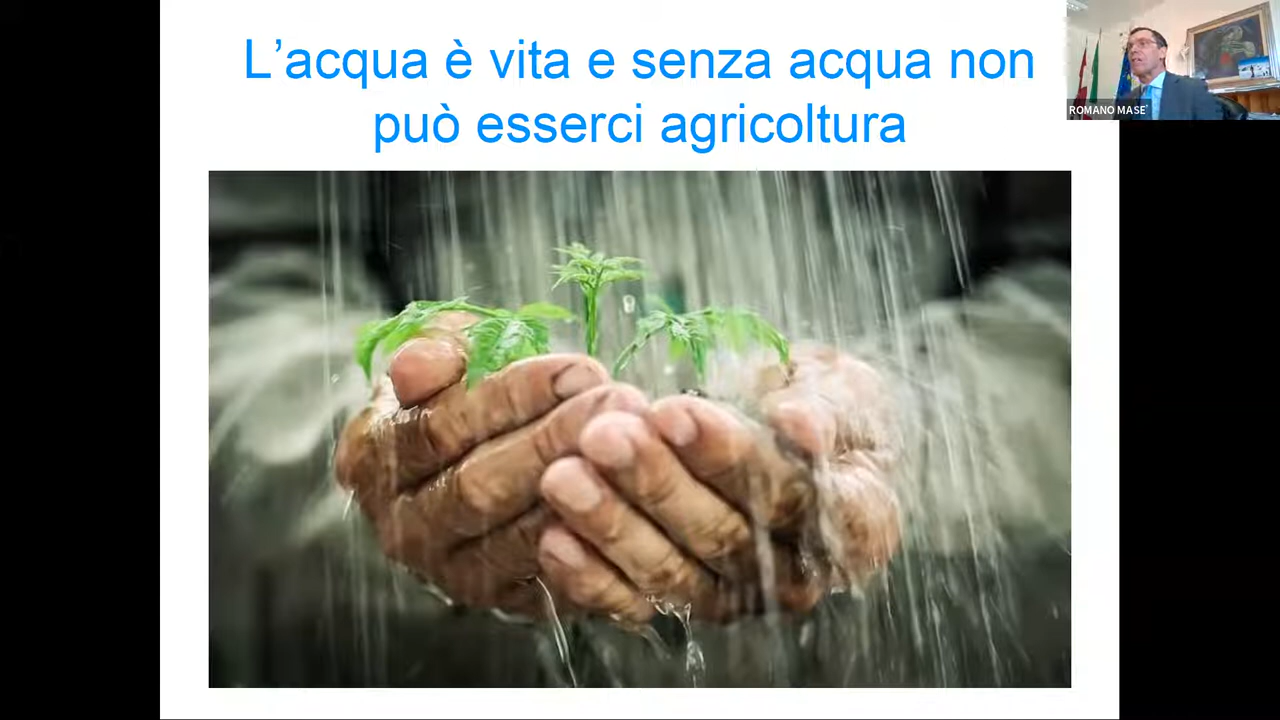 L’acqua è vita e senza acqua non
può esserci agricoltura
ROMANO MASE'